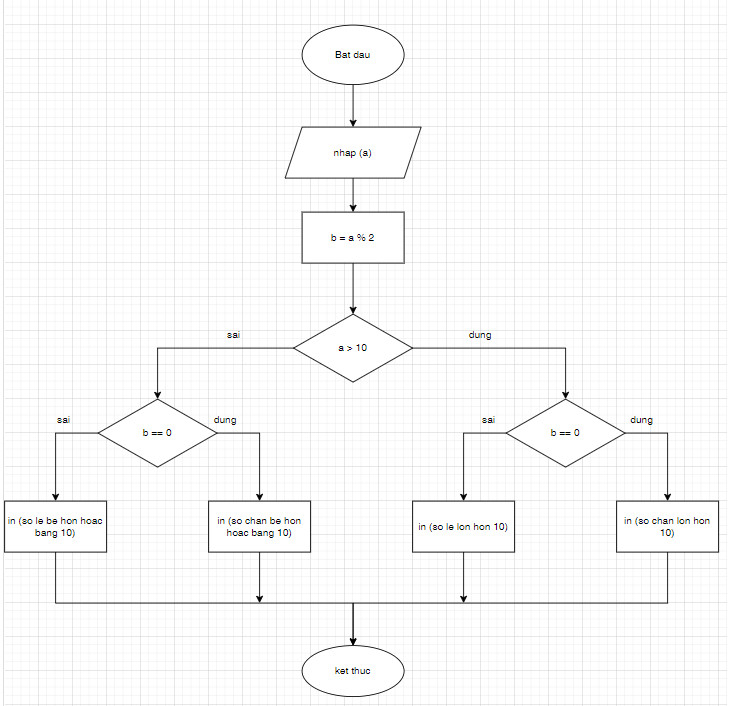 Bat dau
nhap (a)
b = a % 2
sai
a > 10
dung
sai
b == 0
dung
sai
b == 0
dung
in (so le be hon hoac
bang 10)
in (so chan be hon
hoac bang 10)
in (so le lon hon 10)
in (so chan lon hon
10)
ket thuc